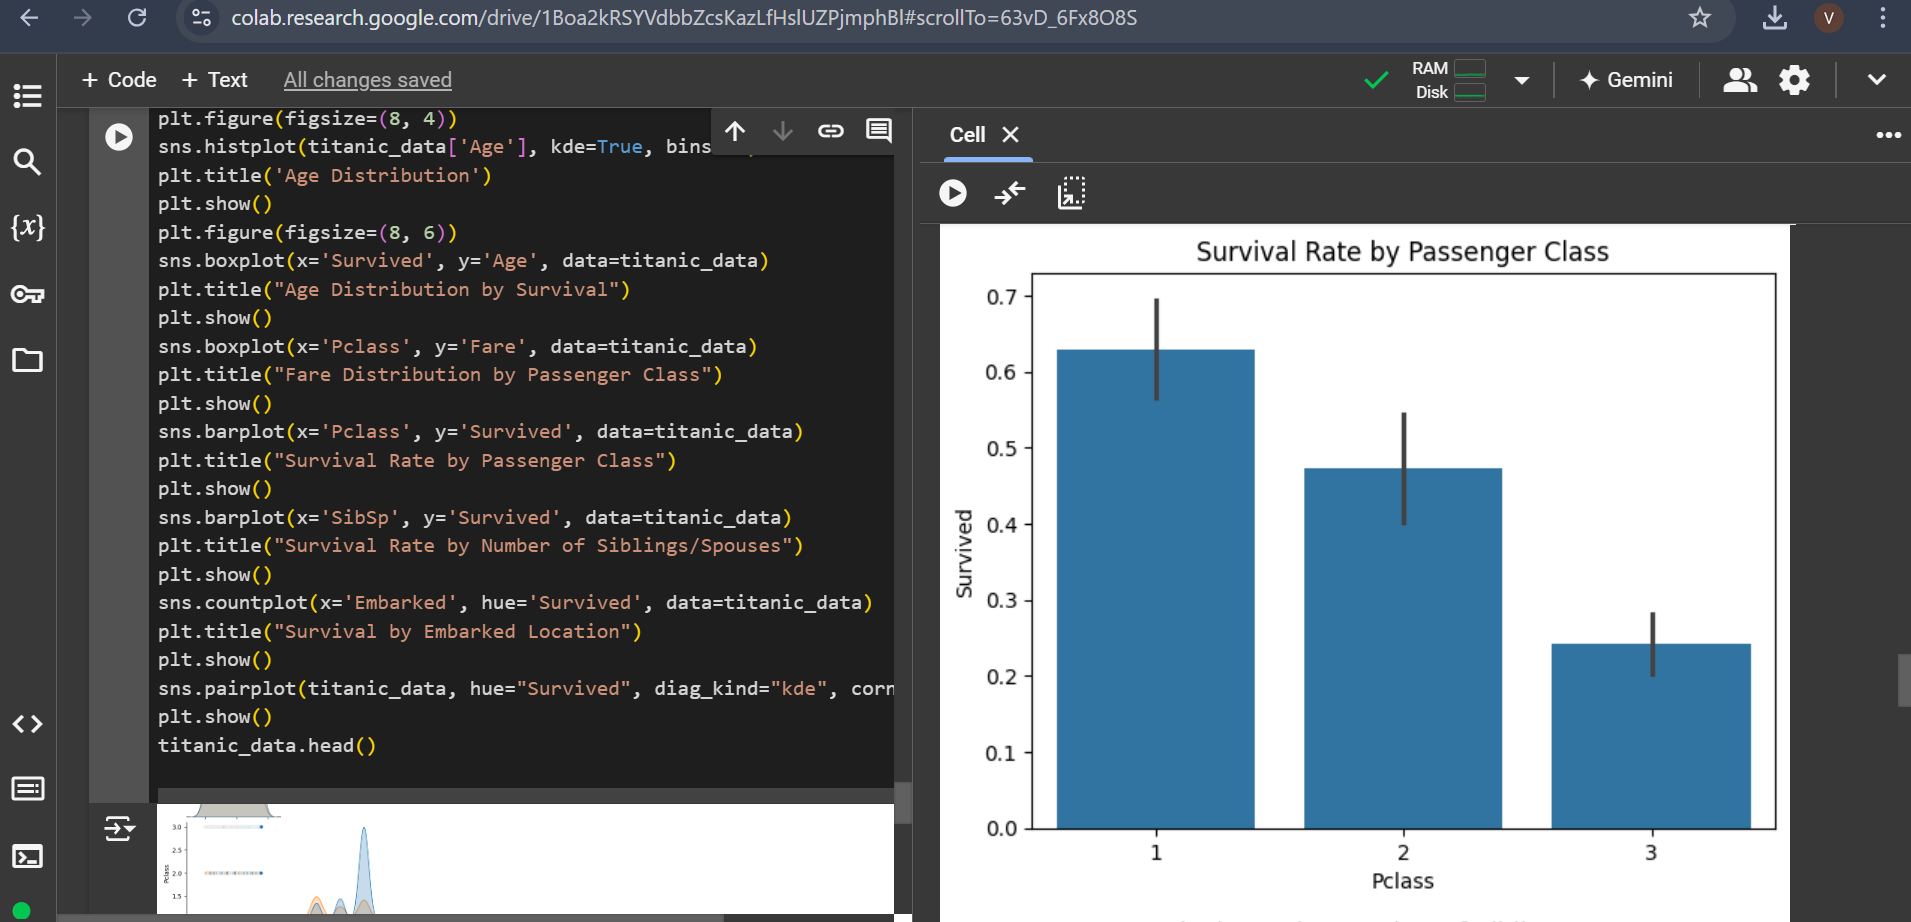 colab.research.google.com/drive/1Boa2kRSYVdbbZcsKazLfHslUZPjmphBl#scrollTo=63vD_6Fx8O8S
V
+ Code + Text All changes saved
RAM
Disk
Gemini
plt.figure(figsize=(8, 4))
sns.histplot(titanic_data['Age'], kde=True, bins
plt.title('Age Distribution')
plt.show()
plt.figure(figsize=(8, 6))
sns.boxplot(x='Survived', y='Age', data=titanic_data)
plt.title("Age Distribution by Survival")
plt.show()
sns.boxplot(x='Pclass', y='Fare', data=titanic_data)
plt.title("Fare Distribution by Passenger Class")
plt.show()
sns.barplot(x='Pclass', y='Survived', data=titanic_data)
plt.title("Survival Rate by Passenger Class")
plt.show()
sns.barplot(x='SibSp', y='Survived', data=titanic_data)
plt.title("Survival Rate by Number of Siblings/Spouses")
plt.show()
sns.countplot(x='Embarked', hue='Survived', data=titanic_data)
plt.title("Survival by Embarked Location")
plt.show()
sns.pairplot(titanic_data, hue="Survived", diag_kind="kde", corn
plt.show()
titanic_data.head()
3.0
2.5
2.0
1.5
Pclass
{x}
Cell
Survival Rate by Passenger Class
0.7
0.6
0.5
0.4
0.3
0.2
0.1
0.0
Survived
1 2 3
Pclass